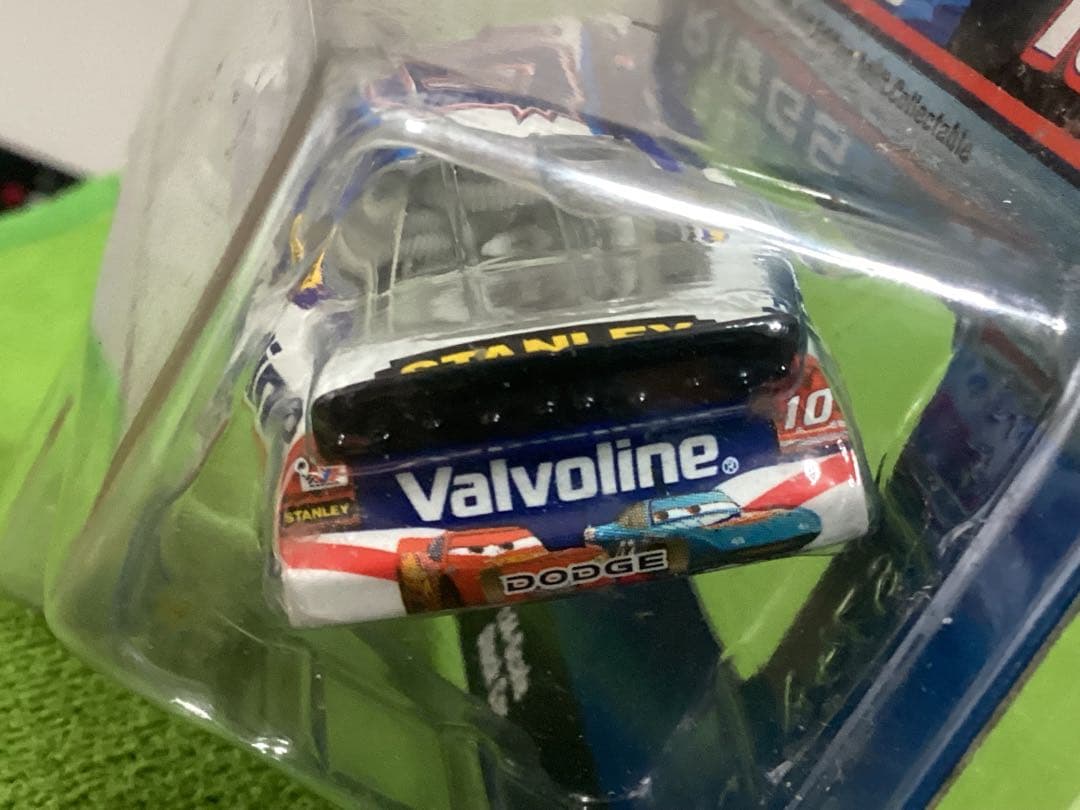 Collectable
STANLEY
10
Valvoline®
STANLEY
DODGE